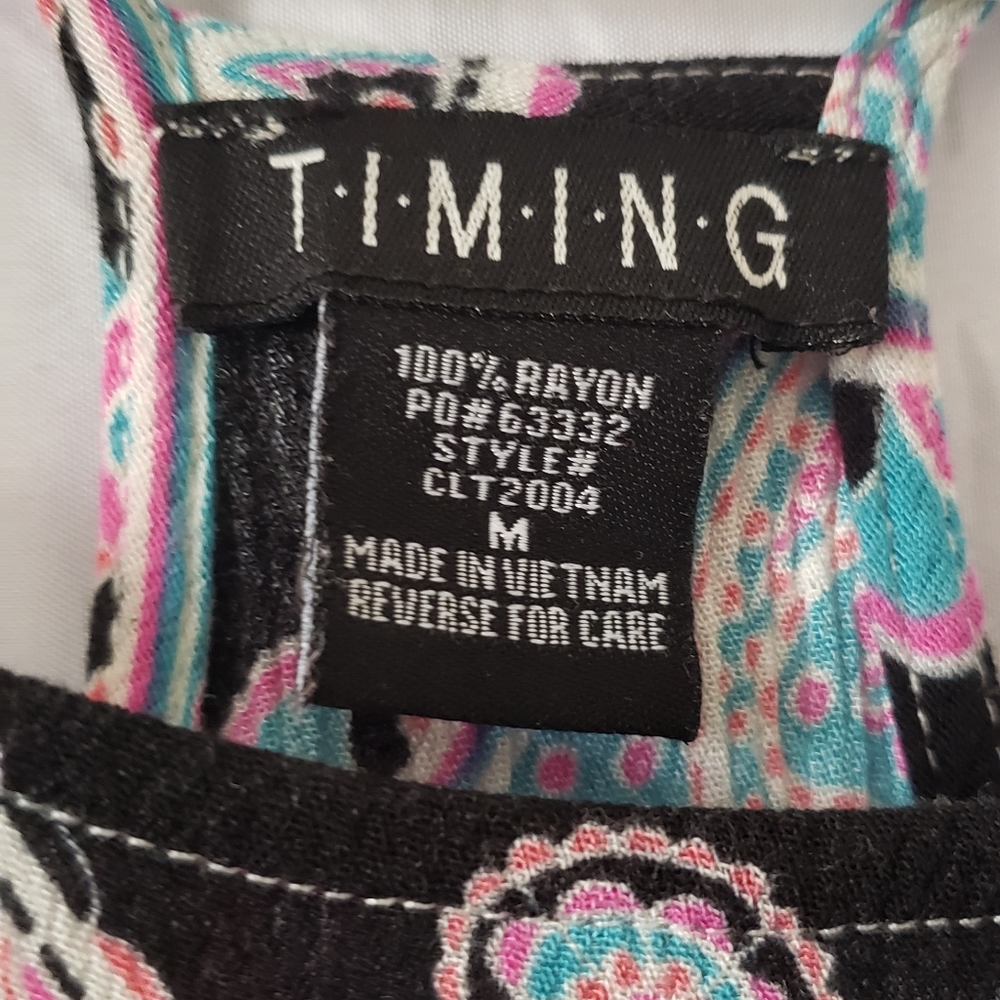 T·I·M·I·N·G
100% RAYON
PO# 63332
STYLE#
CLT2004
M
MADE IN VIETNAM
REVERSE FOR CARE